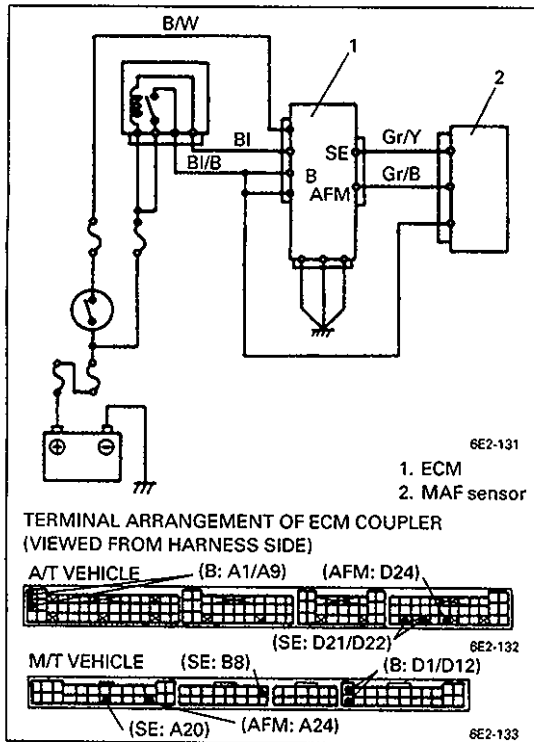 B/W
1
2
Bl
Bl/B
SE
Gr/Y
B
AFM
Gr/B
6E2-131
1. ECM
2. MAF sensor
TERMINAL ARRANGEMENT OF ECM COUPLER
(VIEWED FROM HARNESS SIDE)
A/T VEHICLE
(B: A1/A9)
(AFM: D24)
(SE: D21/D22)
6E2-132
M/T VEHICLE
(SE: B8)
(B: D1/D12)
(SE: A20)
(AFM: A24)
6E2-133